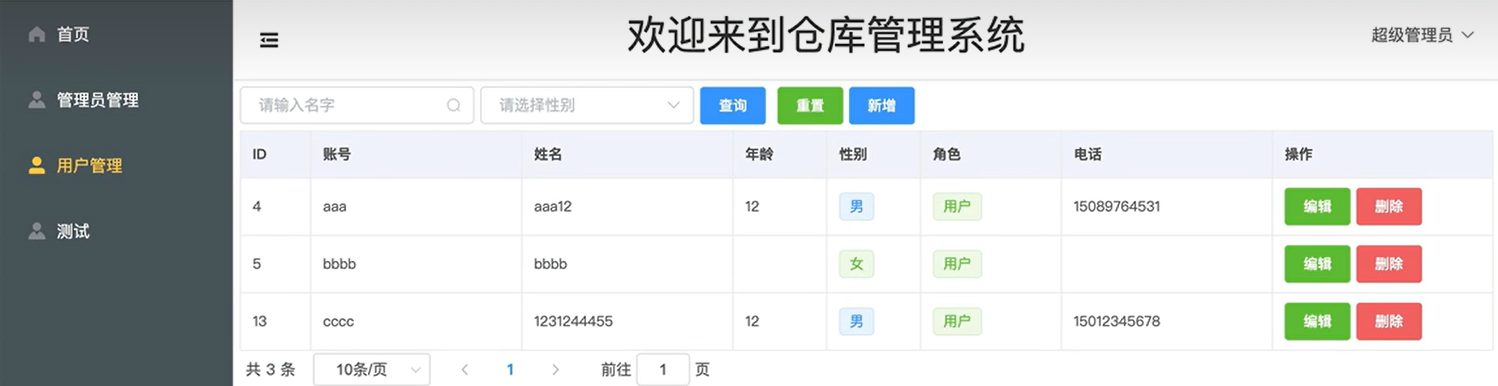 首页
管理员管理
用户管理
测试
欢迎来到仓库管理系统
超级管理员
请输入名字 请选择性别 查询 重置 新增
ID 账号 姓名 年龄 性别 角色 电话 操作
4 aaa aaa12 12 男 用户 15089764531 编辑 删除
5 bbbb bbbb 女 用户 编辑 删除
13 cccc 1231244455 12 男 用户 15012345678 编辑 删除
共 3 条 10条/页 1 前往 1 页